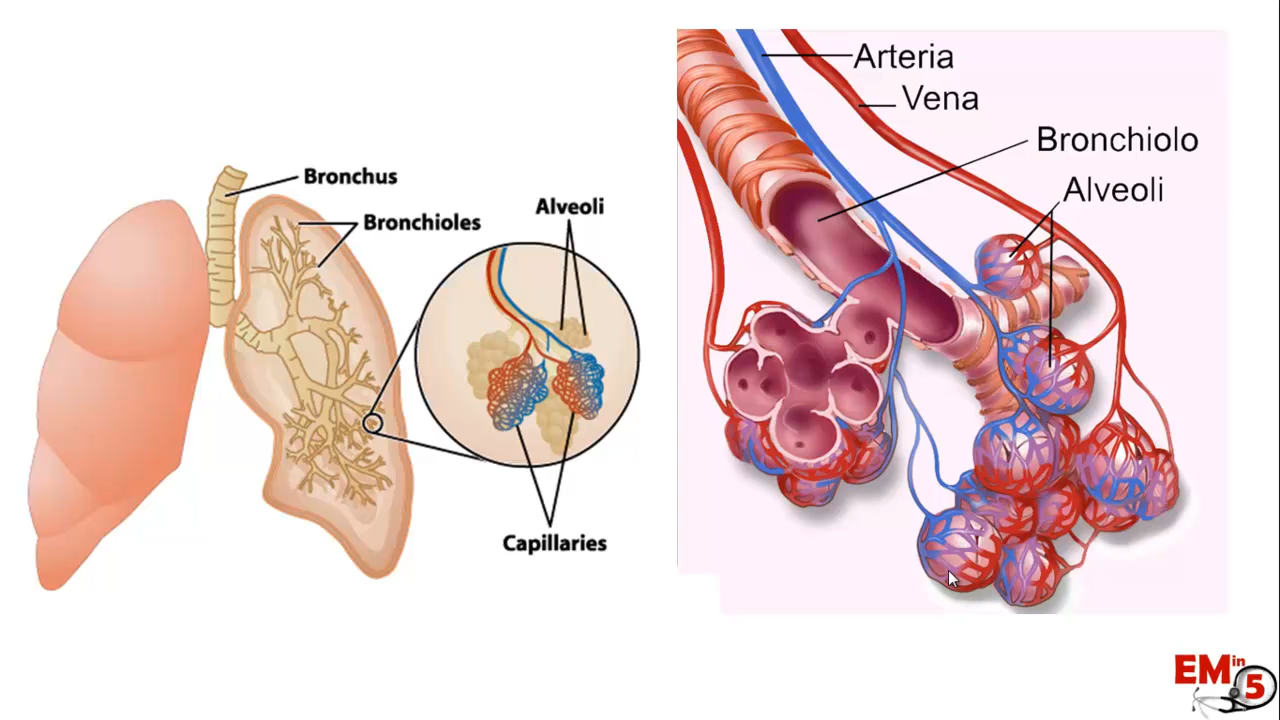 Bronchus
Bronchioles
Alveoli
Capillaries
Arteria
Vena
Bronchiolo
Alveoli
EM in 5